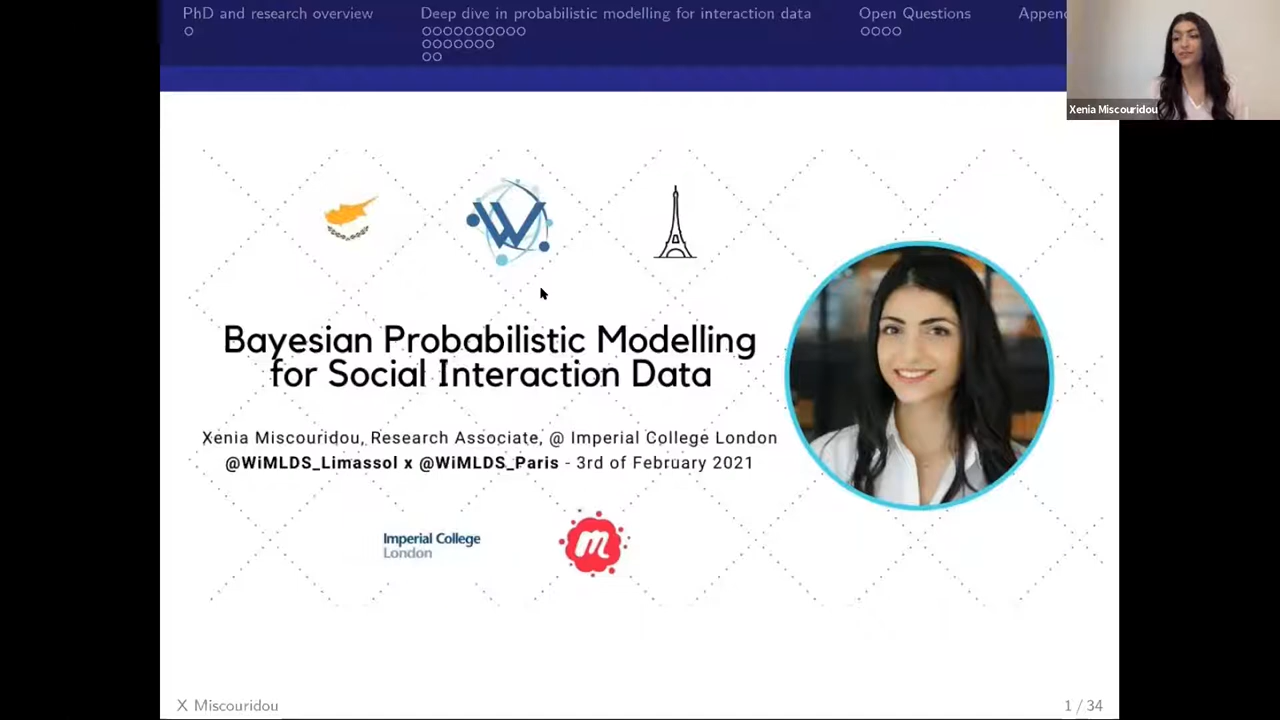 PhD and research overview
Deep dive in probabilistic modelling for interaction data
Open Questions
Appen
Xenia Miscouridou
W
Bayesian Probabilistic Modelling
for Social Interaction Data
Xenia Miscouridou, Research Associate, @ Imperial College London
@WiMLDS_Limassol x @WiMLDS_Paris - 3rd of February 2021
Imperial College
London
m
X Miscouridou
1 / 34